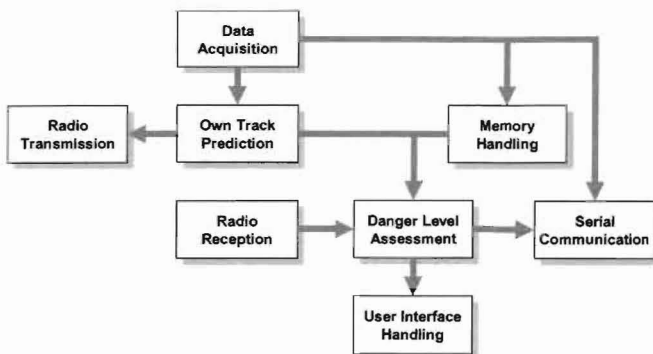 Data
Acquisition
Radio
Transmission
Own Track
Prediction
Memory
Handling
Radio
Reception
Danger Level
Assessment
Serial
Communication
User Interface
Handling